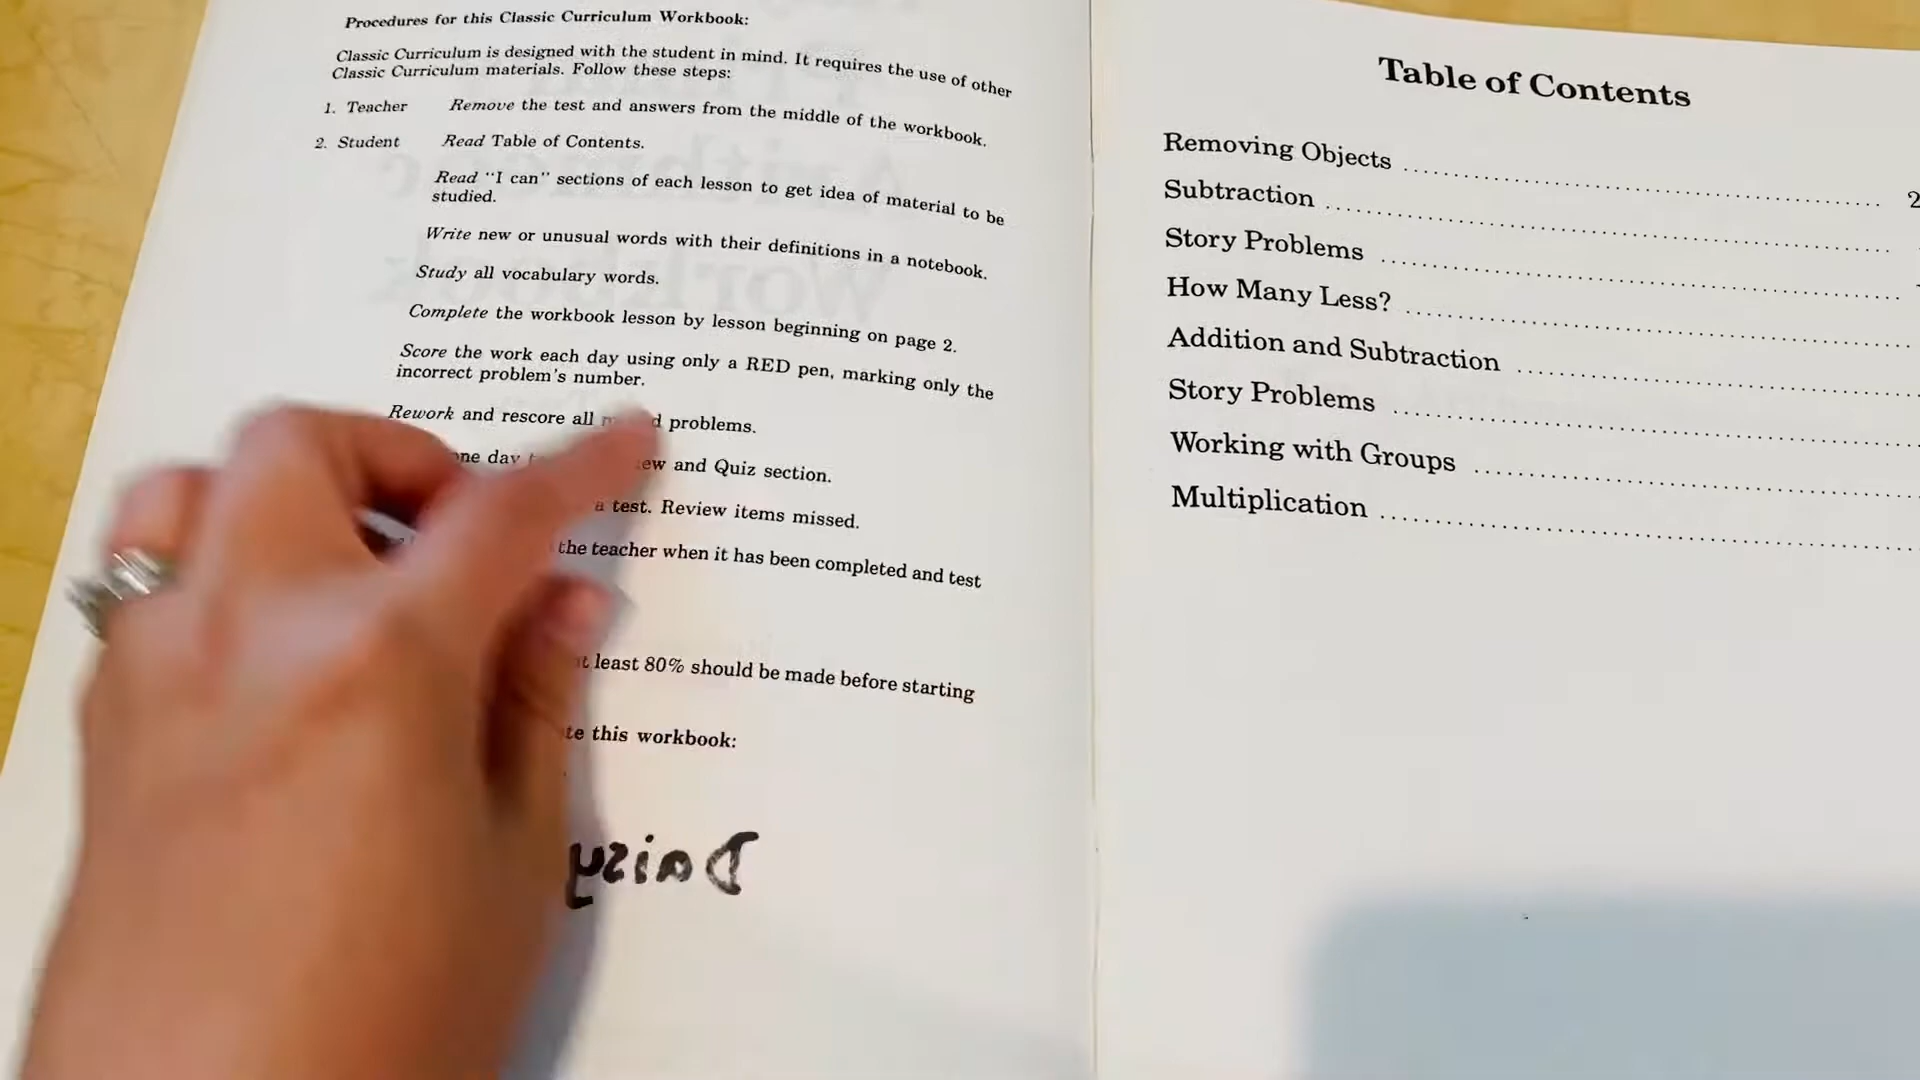 Procedures for this Classic Curriculum Workbook:
Classic Curriculum is designed with the student in mind. It requires the use of other
Classic Curriculum materials. Follow these steps:
1. Teacher Remove the test and answers from the middle of the workbook.
2. Student Read Table of Contents.
Read "I can" sections of each lesson to get idea of material to be
studied.
Write new or unusual words with their definitions in a notebook.
Study all vocabulary words.
Complete the workbook lesson by lesson beginning on page 2.
Score the work each day using only a RED pen, marking only the
incorrect problem's number.
Rework and rescore all problems.
one day and Quiz section.
a test. Review items missed.
the teacher when it has been completed and test
least 80% should be made before starting
this workbook:
Daisy
Table of Contents
Removing Objects ........ 2
Subtraction ........
Story Problems ........
How Many Less? ........
Addition and Subtraction ........
Story Problems ........
Working with Groups ........
Multiplication ........